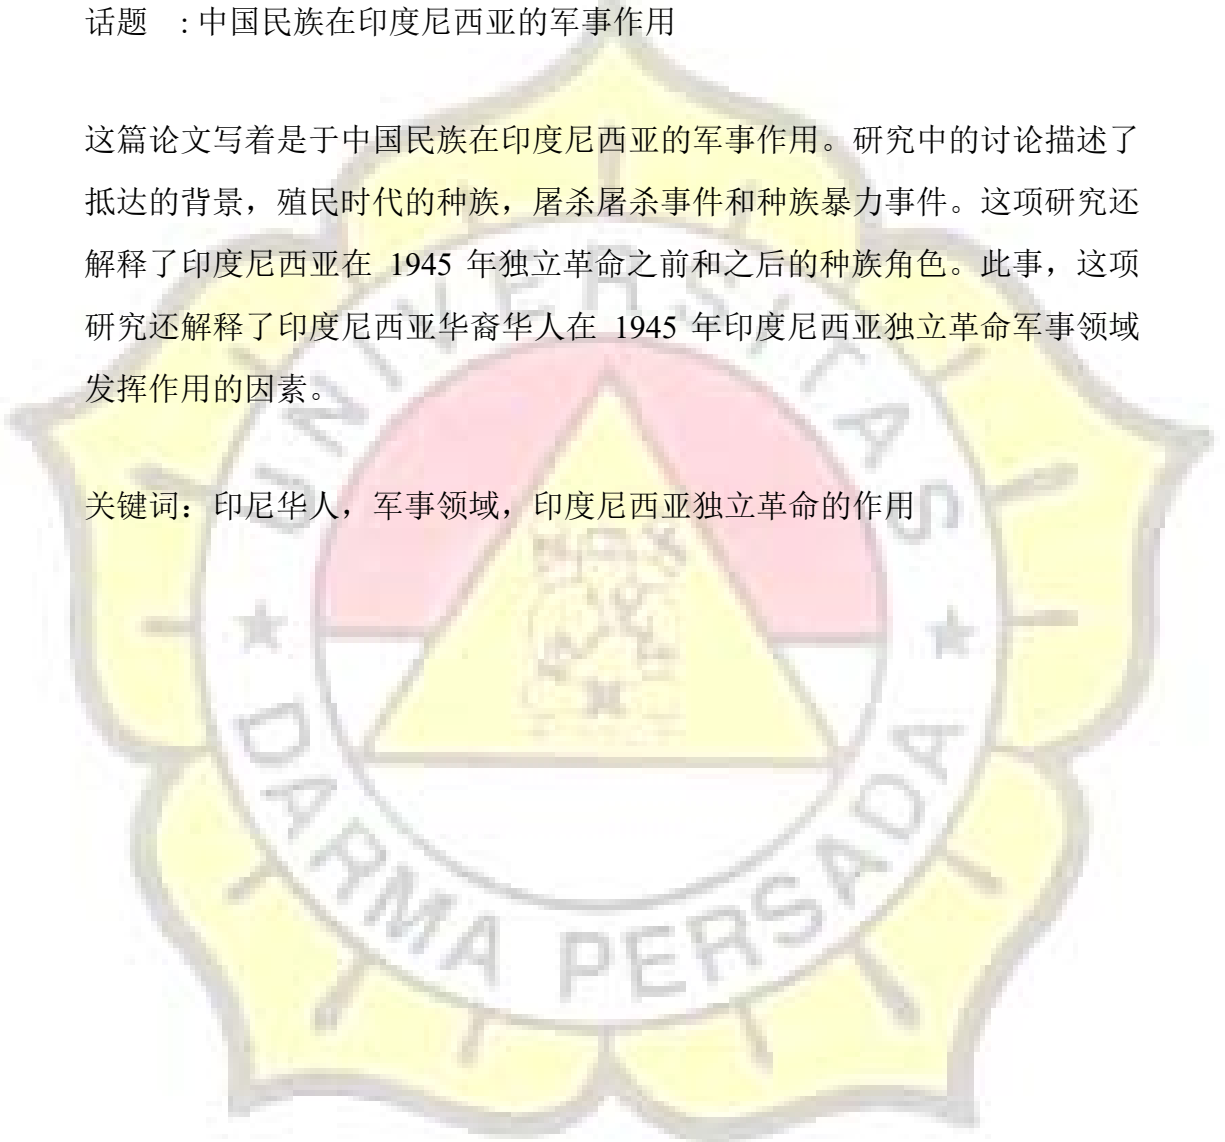 话题 : 中国民族在印度尼西亚的军事作用
这篇论文写着是于中国民族在印度尼西亚的军事作用。研究中的讨论描述了
抵达的背景，殖民时代的种族，屠杀屠杀事件和种族暴力事件。这项研究还
解释了印度尼西亚在 1945 年独立革命之前和之后的种族角色。此事，这项
研究还解释了印度尼西亚华裔华人在 1945 年印度尼西亚独立革命军事领域
发挥作用的因素。
关键词：印尼华人，军事领域，印度尼西亚独立革命的作用
UNIVERSITAS
DARMA PERSADA